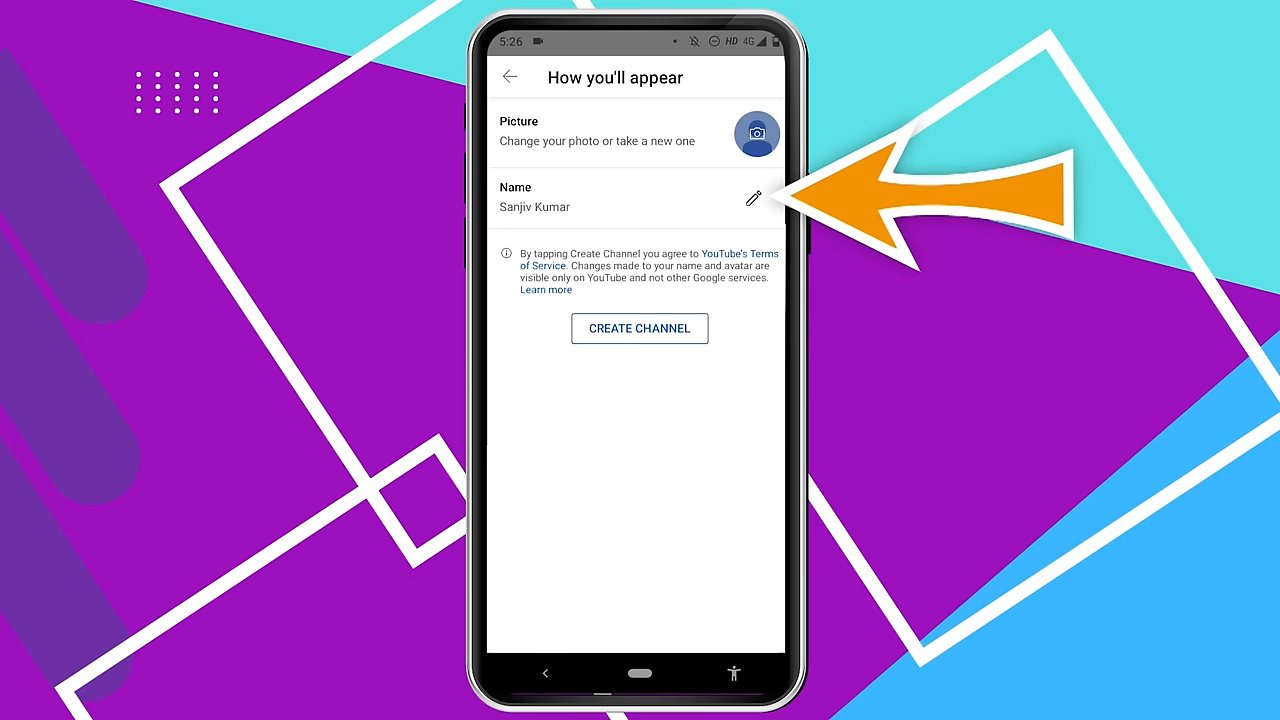 5:26 HD 4G
How you'll appear
Picture
Change your photo or take a new one
Name
Sanjiv Kumar
By tapping Create Channel you agree to YouTube's Terms
of Service. Changes made to your name and avatar are
visible only on YouTube and not other Google services.
Learn more
CREATE CHANNEL